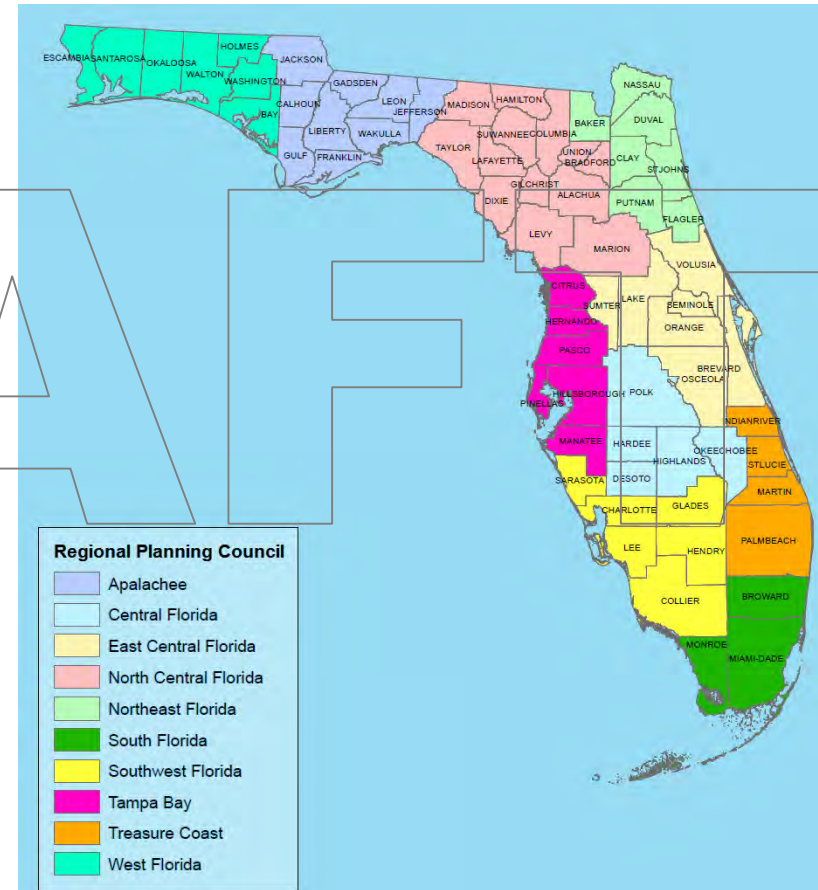 ESCAMBIA
SANTAROSA
OKALOOSA
WALTON
HOLMES
WASHINGTON
BAY
JACKSON
CALHOUN
GULF
GADSDEN
LIBERTY
FRANKLIN
LEON
WAKULLA
JEFFERSON
MADISON
TAYLOR
HAMILTON
SUWANNEE
LAFAYETTE
DIXIE
COLUMBIA
GILCHRIST
UNION
BRADFORD
ALACHUA
LEVY
MARION
BAKER
NASSAU
DUVAL
CLAY
STJOHNS
PUTNAM
FLAGLER
VOLUSIA
CITRUS
SUMTER
LAKE
SEMINOLE
HERNANDO
ORANGE
PASCO
BREVARD
OSCEOLA
HILLSBOROUGH
POLK
PINELLAS
NDIANRIVER
MANATEE
HARDEE
HIGHLANDS
OKEECHOBEE
STLUCIE
SARASOTA
DESOTO
MARTIN
CHARLOTTE
GLADES
LEE
HENDRY
PALMBEACH
COLLIER
BROWARD
MONROE
MIAMI-DADE
AFT
Regional Planning Council
Apalachee
Central Florida
East Central Florida
North Central Florida
Northeast Florida
South Florida
Southwest Florida
Tampa Bay
Treasure Coast
West Florida